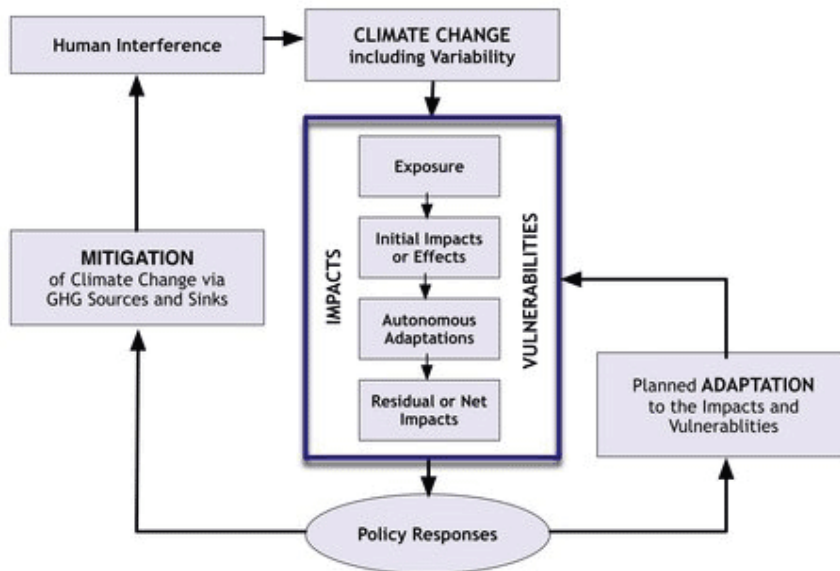 Human Interference
CLIMATE CHANGE
including Variability
Exposure
Initial Impacts
or Effects
Autonomous
Adaptations
Residual or Net
Impacts
IMPACTS
VULNERABILITIES
MITIGATION
of Climate Change via
GHG Sources and Sinks
Planned ADAPTATION
to the Impacts and
Vulnerablities
Policy Responses